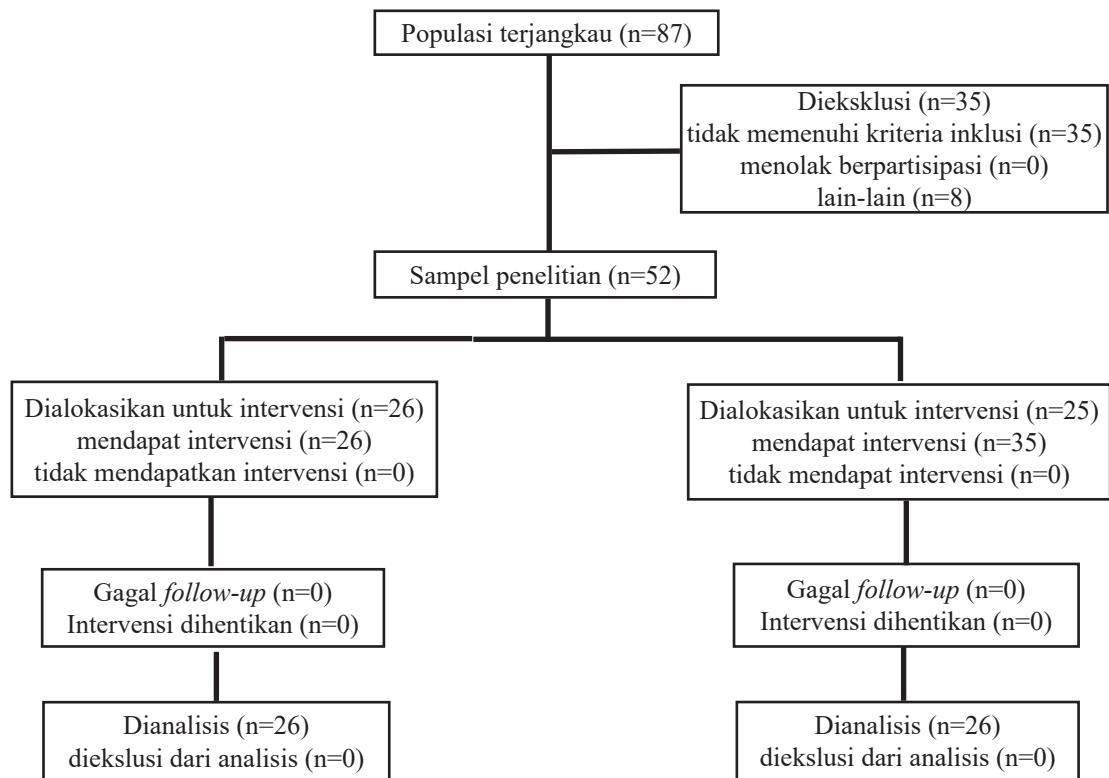 Populasi terjangkau (n=87)
Dieksklusi (n=35)
tidak memenuhi kriteria inklusi (n=35)
menolak berpartisipasi (n=0)
lain-lain (n=8)
Sampel penelitian (n=52)
Dialokasikan untuk intervensi (n=26)
mendapat intervensi (n=26)
tidak mendapatkan intervensi (n=0)
Dialokasikan untuk intervensi (n=25)
mendapat intervensi (n=35)
tidak mendapat intervensi (n=0)
Gagal follow-up (n=0)
Intervensi dihentikan (n=0)
Gagal follow-up (n=0)
Intervensi dihentikan (n=0)
Dianalisis (n=26)
diekslusi dari analisis (n=0)
Dianalisis (n=26)
diekslusi dari analisis (n=0)